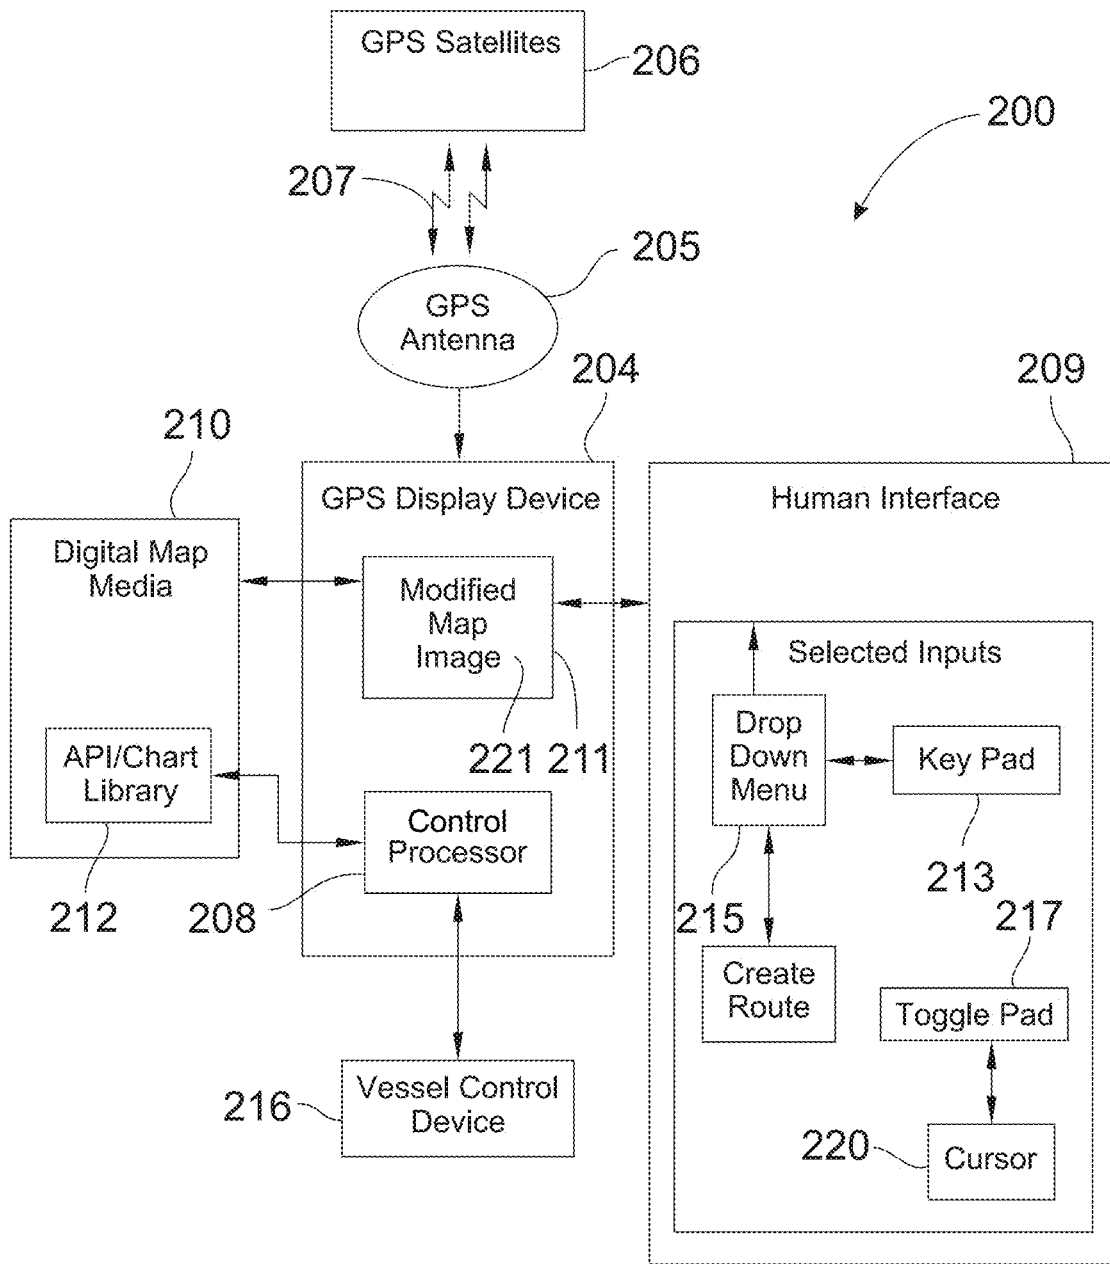 GPS Satellites
206
200
207
205
GPS
Antenna
204
209
210
GPS Display Device
Human Interface
Digital Map
Media
Modified
Map
Image
Selected Inputs
221
211
Drop
Down
Menu
Key Pad
API/Chart
Library
Control
Processor
213
212
208
215
217
Create
Route
Toggle Pad
Vessel Control
Device
216
220
Cursor